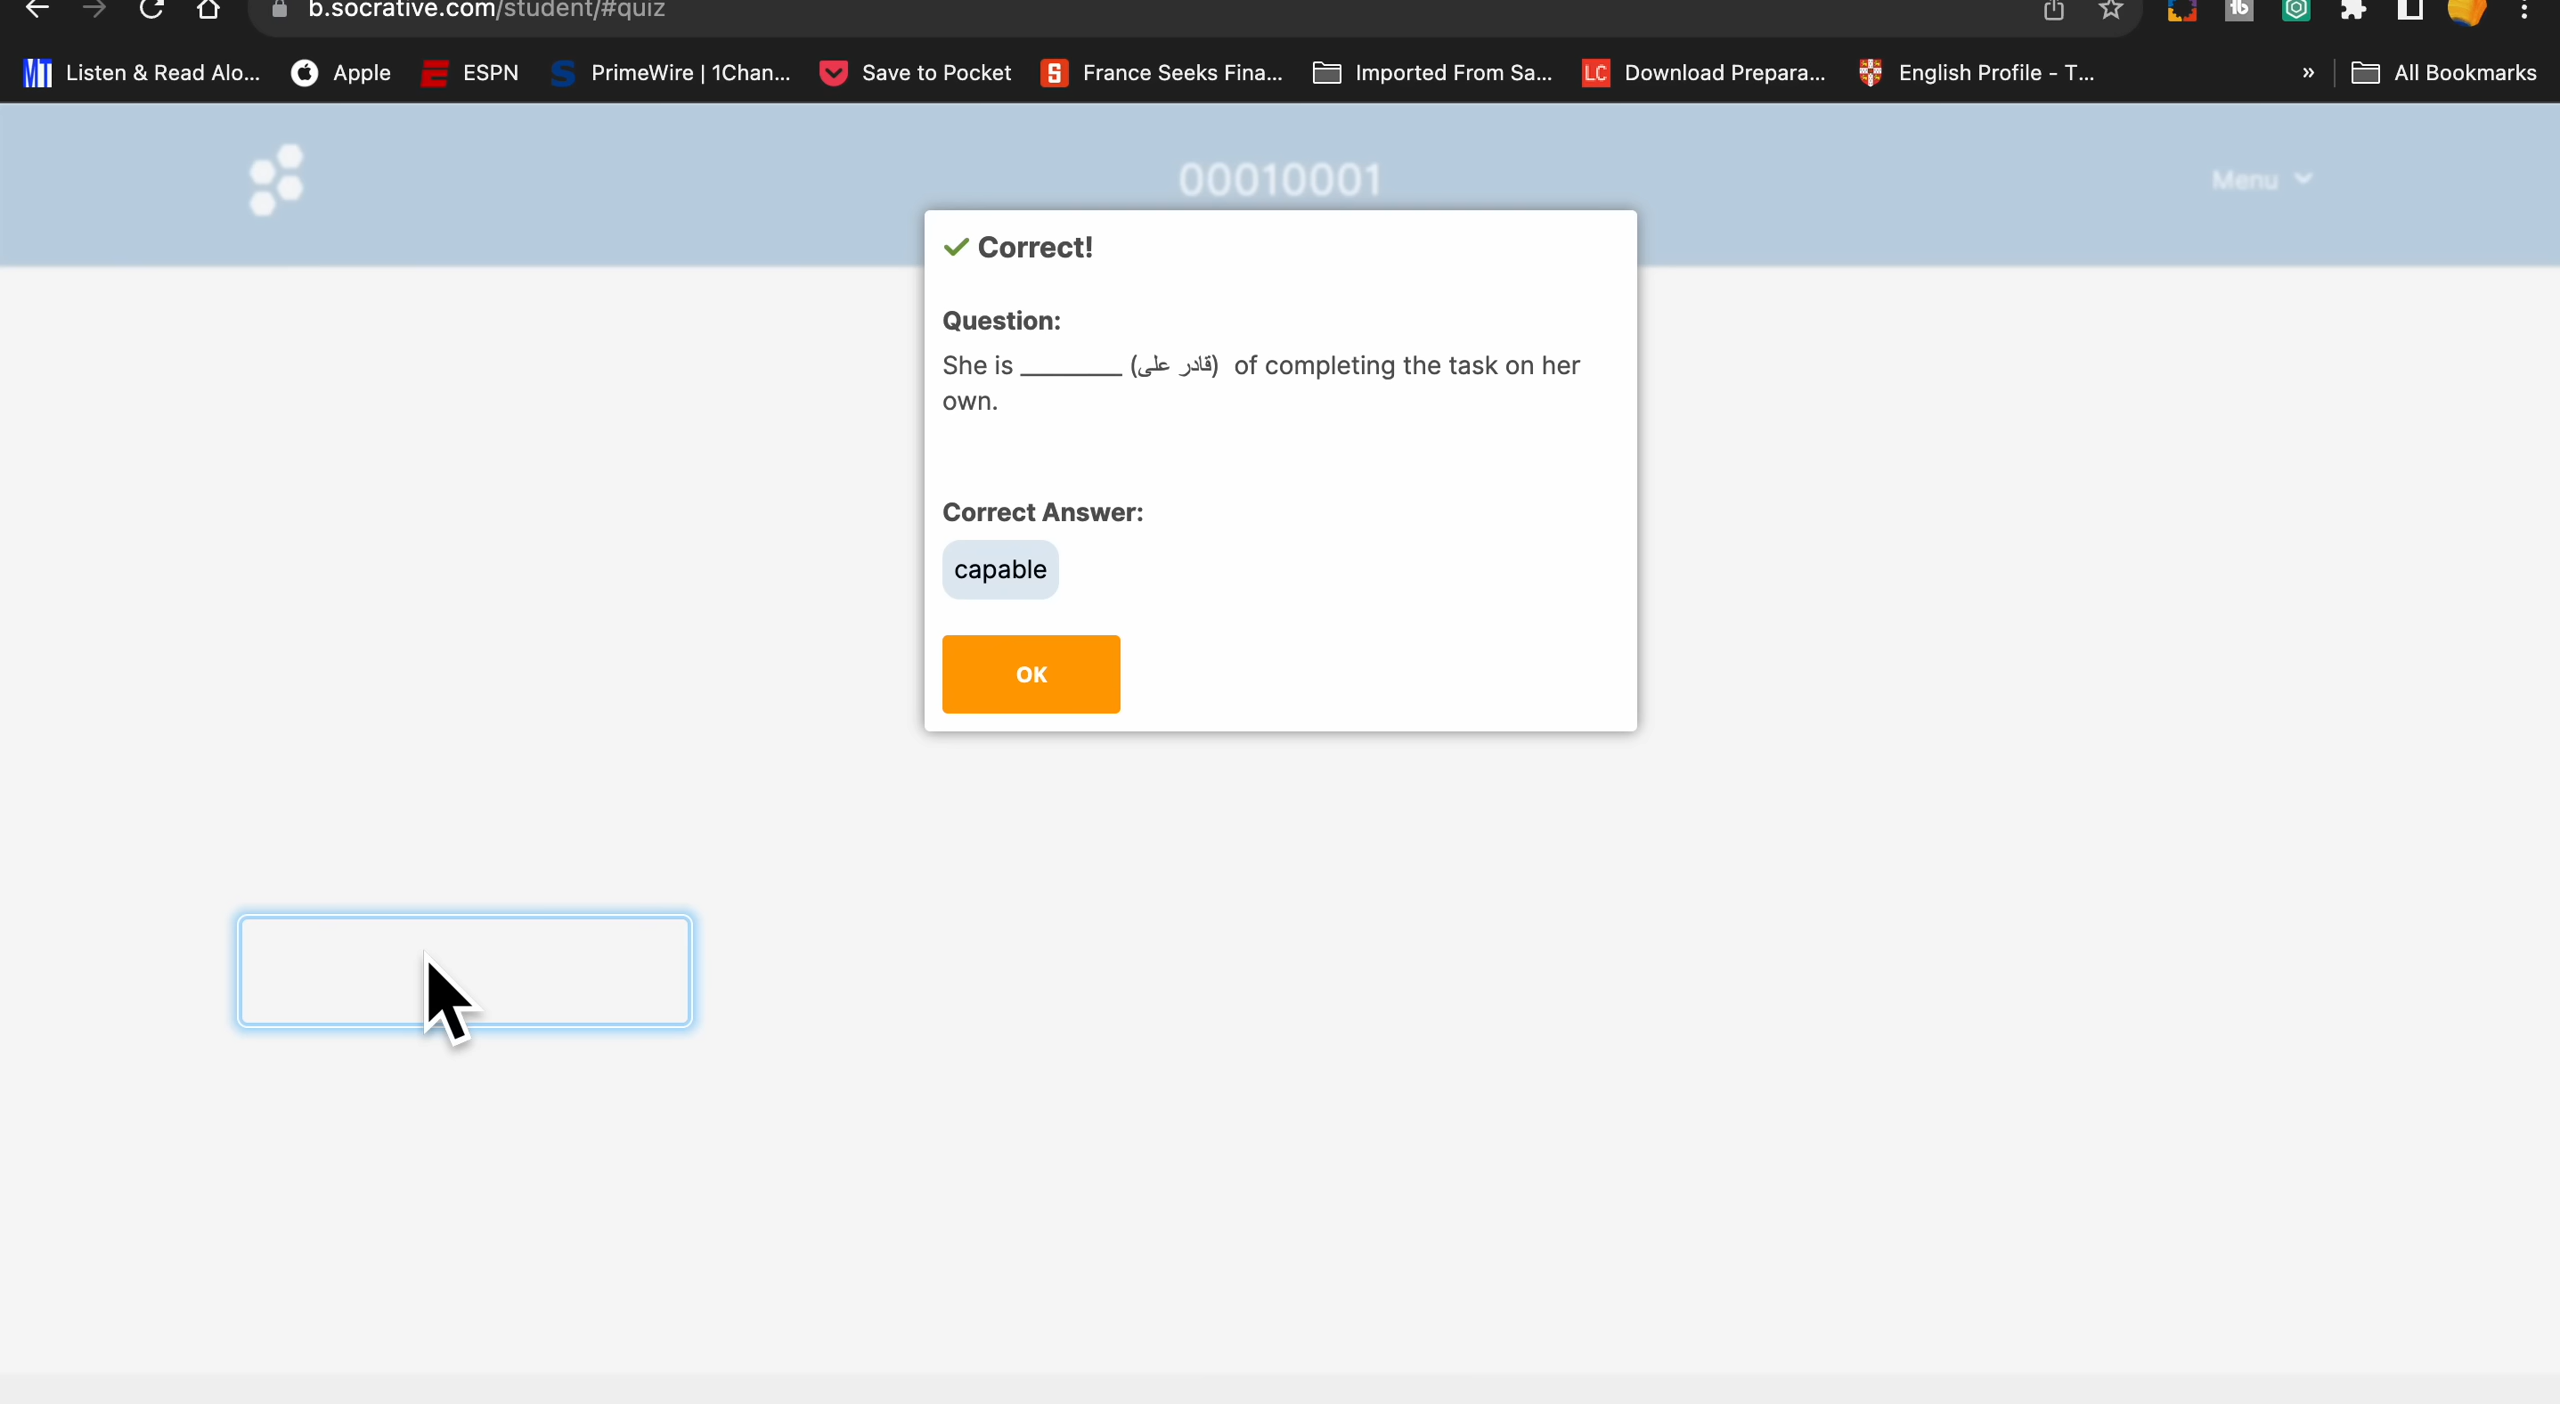 b.socrative.com/student/#quiz
Listen & Read Alo... Apple ESPN PrimeWire | 1Chan... Save to Pocket France Seeks Fina... Imported From Sa... Download Prepara... English Profile - T... » All Bookmarks
00010001 Menu
Correct!
Question:
She is ________ (قادر على) of completing the task on her
own.
Correct Answer:
capable
OK